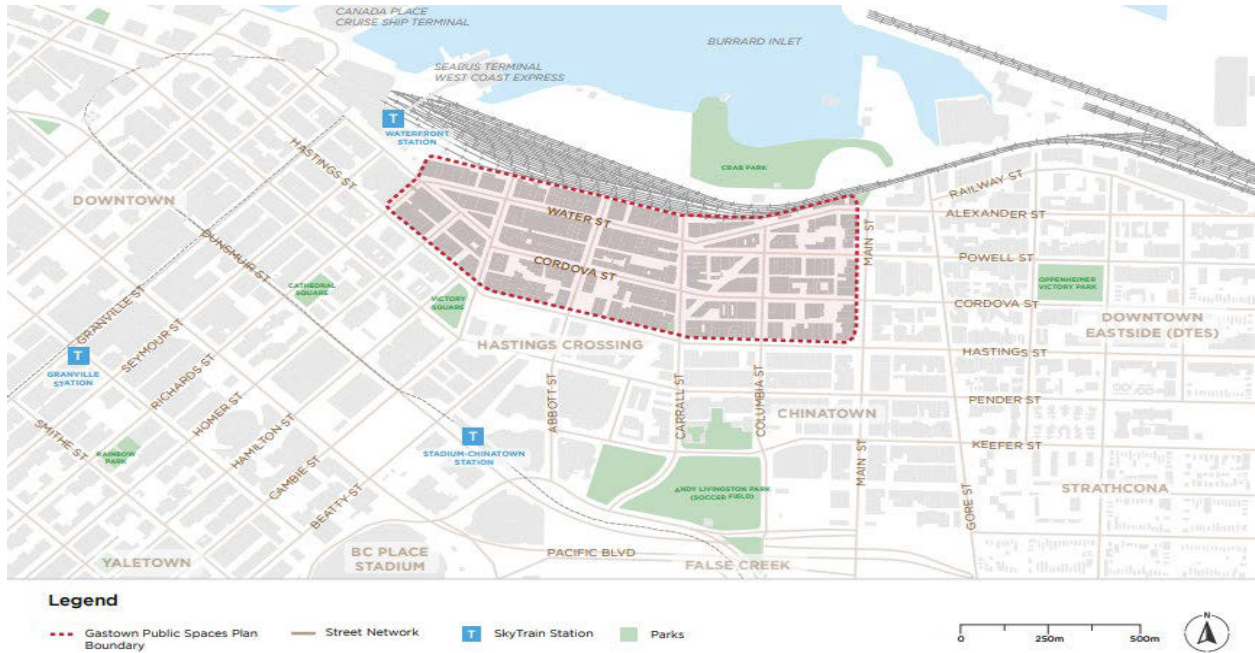 CANADA PLACE
CRUISE SHIP TERMINAL
BURRARD INLET
SEABUS TERMINAL
WEST COAST EXPRESS
T
WATERFRONT
STATION
HASTINGS ST
CRAB PARK
RAILWAY ST
DOWNTOWN
WATER ST
ALEXANDER ST
MAIN ST
DUNSMUIR ST
POWELL ST
CORDOVA ST
CATHEDRAL
SQUARE
VICTORY
SQUARE
OPPENHEIMER
VICTORY PARK
CORDOVA ST
GRANVILLE ST
DOWNTOWN
EASTSIDE (DTES)
SEYMOUR ST
HASTINGS CROSSING
HASTINGS ST
T
GRANVILLE
STATION
RICHARDS ST
ABBOTT ST
CARRALL ST
COLUMBIA ST
PENDER ST
HOMER ST
CHINATOWN
SMITHE ST
HAMILTON ST
T
STADIUM-CHINATOWN
STATION
KEEFER ST
RAINBOW
PARK
CAMBIE ST
MAIN ST
BEATTY ST
ANDY LIVINGSTON PARK
(SOCCER FIELD)
GORE ST
STRATHCONA
YALETOWN
BC PLACE
STADIUM
PACIFIC BLVD
FALSE CREEK
Legend
Gastown Public Spaces Plan
Boundary
Street Network
T
SkyTrain Station
Parks
0 250m 500m
N